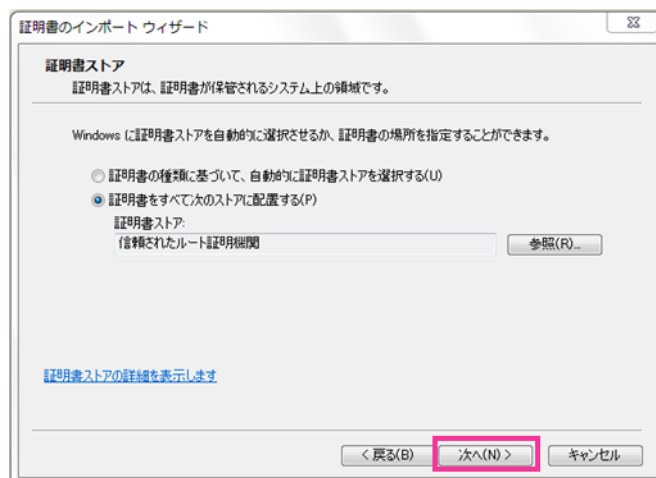 証明書のインポート ウィザード
証明書ストア
証明書ストアは、証明書が保管されるシステム上の領域です。
Windows に証明書ストアを自動的に選択させるか、証明書の場所を指定することができます。
証明書の種類に基づいて、自動的に証明書ストアを選択する(U)
証明書をすべて次のストアに配置する(P)
証明書ストア:
信頼されたルート証明機関
参照(R)...
証明書ストアの詳細を表示します
< 戻る(B)
次へ(N) >
キャンセル